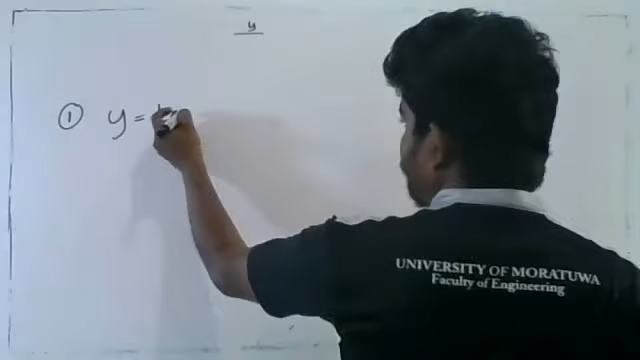 y
① y =
UNIVERSITY OF MORATUWA
Faculty of Engineering